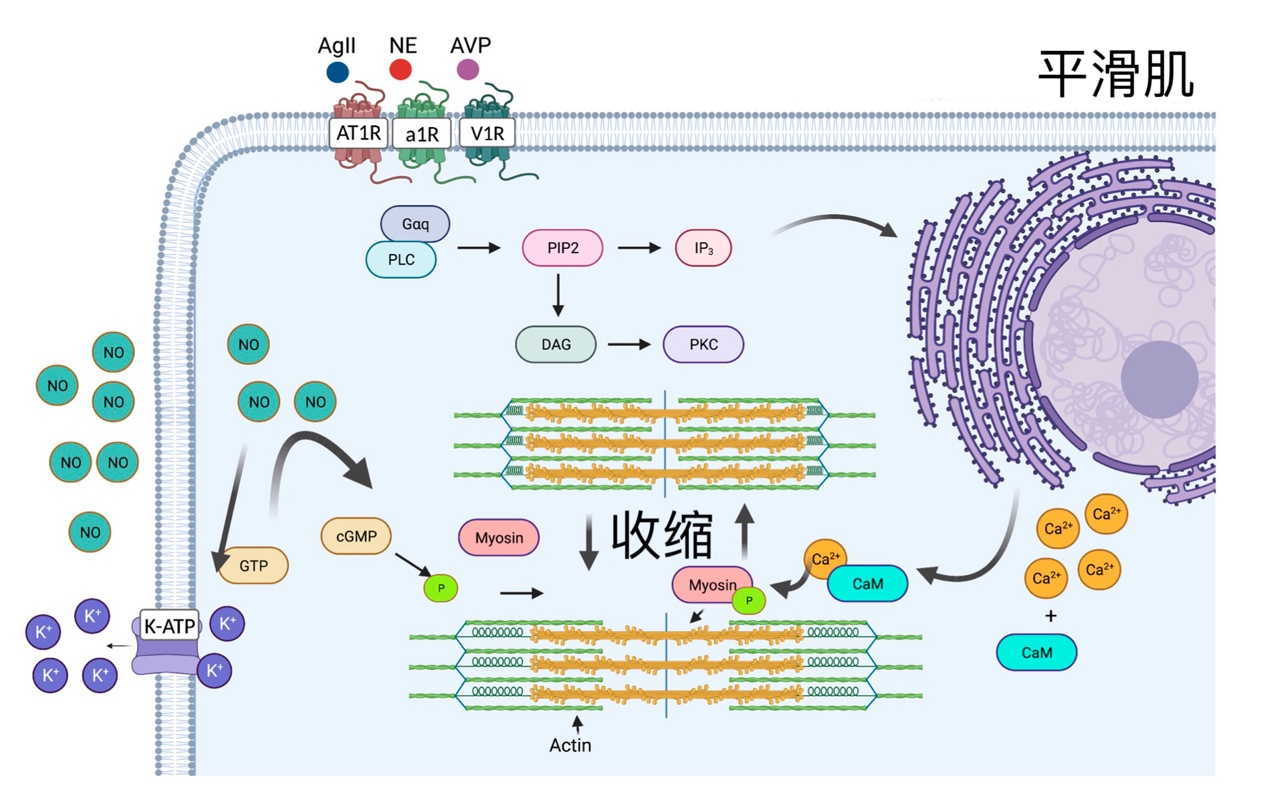 AgII
NE
AVP
平滑肌
AT1R
a1R
V1R
Gαq
PLC
PIP2
IP₃
DAG
PKC
NO
NO
NO
NO
NO
NO
NO
NO
NO
收缩
cGMP
Myosin
GTP
P
Myosin
P
Ca²⁺
CaM
Ca²⁺
Ca²⁺
Ca²⁺
Ca²⁺
+
CaM
K⁺
K⁺
K⁺
K⁺
K-ATP
K⁺
K⁺
Actin